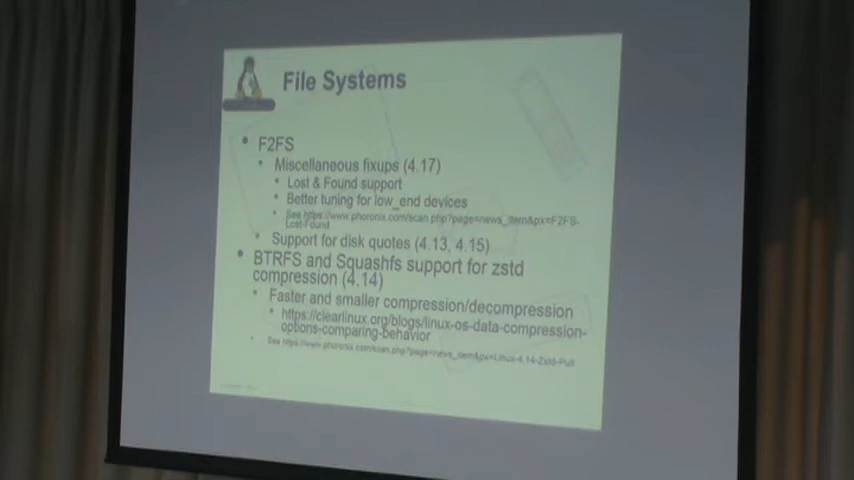 File Systems
• F2FS
• Miscellaneous fixups (4.17)
• Lost & Found support
• Better tuning for low_end devices
• See https://www.phoronix.com/scan.php?page=news_item&px=F2FS-
Lost-Found
• Support for disk quotes (4.13, 4.15)
• BTRFS and Squashfs support for zstd
compression (4.14)
• Faster and smaller compression/decompression
• https://clearlinux.org/blogs/linux-os-data-compression-
options-comparing-behavior
• See https://www.phoronix.com/scan.php?page=news_item&px=Linux-4.14-Zstd-Pull